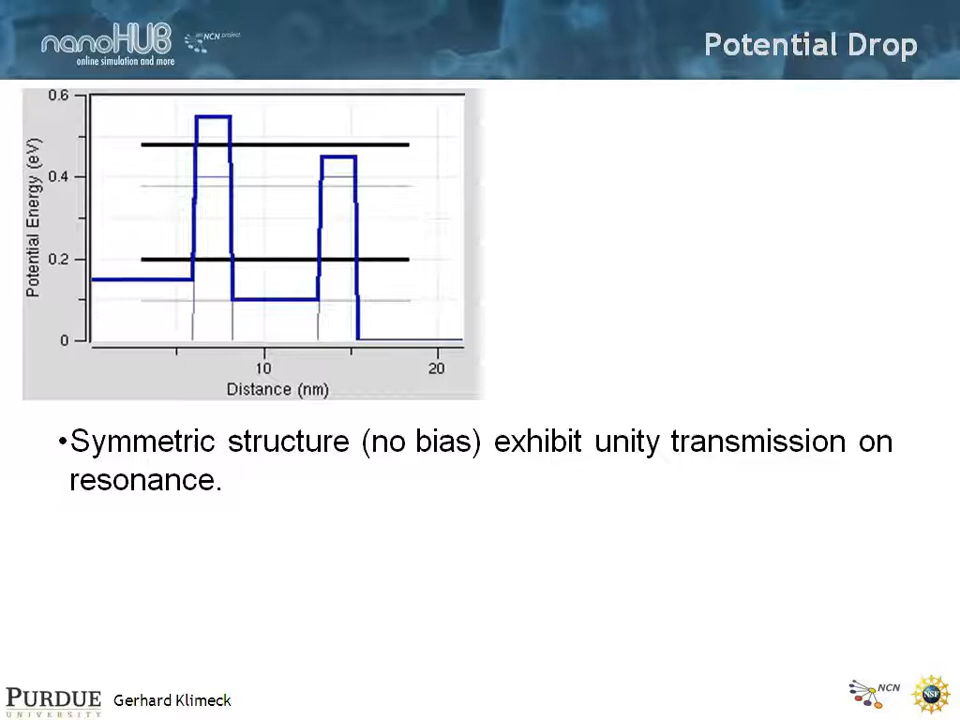 nanoHUB
an NCN project
online simulation and more
Potential Drop
0.6
0.4
0.2
0
Potential Energy (eV)
10
20
Distance (nm)
•Symmetric structure (no bias) exhibit unity transmission on
resonance.
PURDUE
UNIVERSITY
Gerhard Klimeck
NCN
NSF